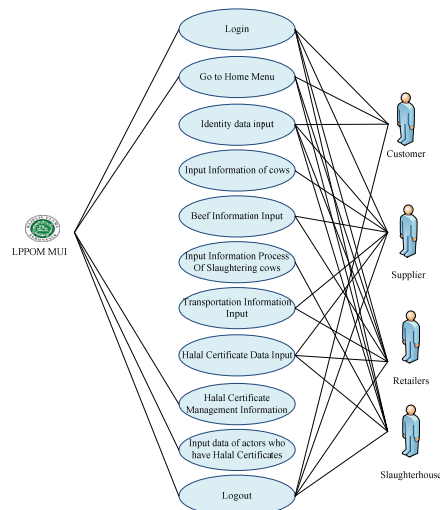 Login
Go to Home Menu
Identity data input
Input Information of cows
Beef Information Input
Input Information Process
Of Slaughtering cows
Transportation Information
Input
Halal Certificate Data Input
Halal Certificate
Management Information
Input data of actors who
have Halal Certificates
Logout
LPPOM MUI
Customer
Supplier
Retailers
Slaughterhouse